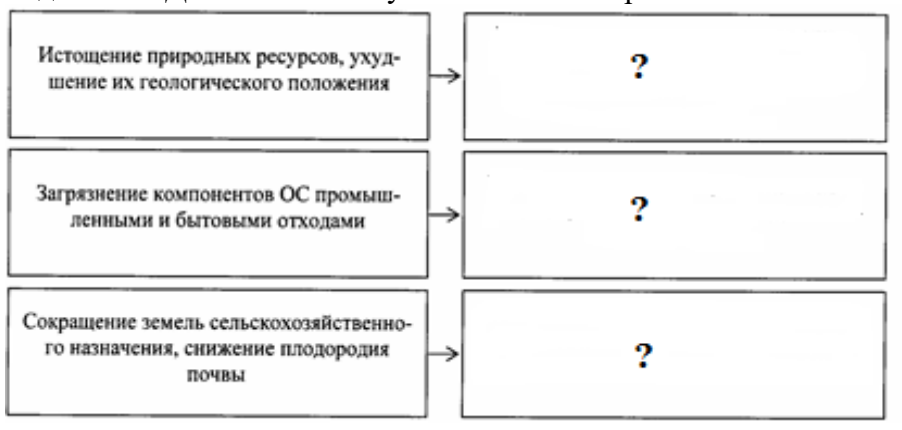 Истощение природных ресурсов, ухуд-
шение их геологического положения
?
Загрязнение компонентов ОС промыш-
ленными и бытовыми отходами
?
Сокращение земель сельскохозяйственно-
го назначения, снижение плодородия
почвы
?